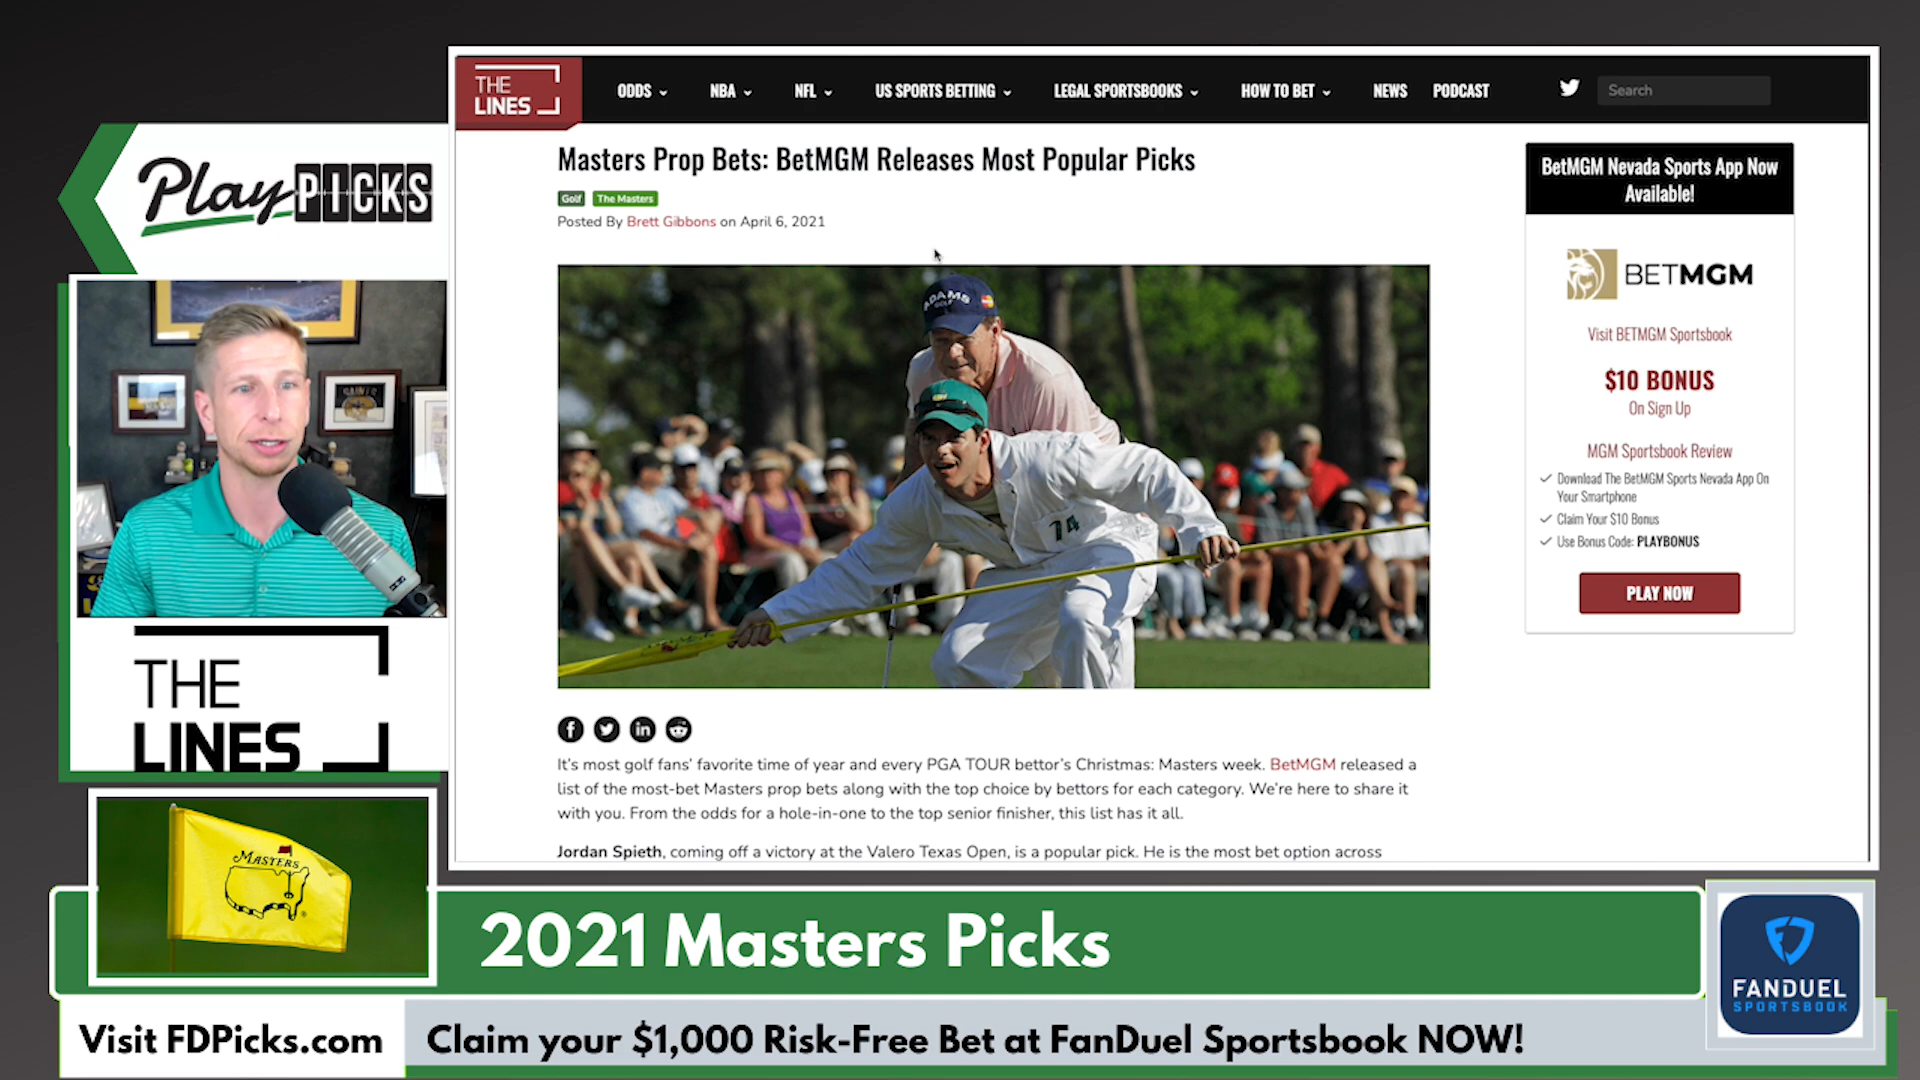 THE
LINES
ODDS
NBA
NFL
US SPORTS BETTING
LEGAL SPORTSBOOKS
HOW TO BET
NEWS
PODCAST
Search
Masters Prop Bets: BetMGM Releases Most Popular Picks
Golf
The Masters
Posted By Brett Gibbons on April 6, 2021
ADAMS
GOLF
74
It's most golf fans' favorite time of year and every PGA TOUR bettor's Christmas: Masters week. BetMGM released a
list of the most-bet Masters prop bets along with the top choice by bettors for each category. We're here to share it
with you. From the odds for a hole-in-one to the top senior finisher, this list has it all.
Jordan Spieth, coming off a victory at the Valero Texas Open, is a popular pick. He is the most bet option across
BetMGM Nevada Sports App Now
Available!
BETMGM
Visit BETMGM Sportsbook
$10 BONUS
On Sign Up
MGM Sportsbook Review
Download The BetMGM Sports Nevada App On
Your Smartphone
Claim Your $10 Bonus
Use Bonus Code: PLAYBONUS
PLAY NOW
Play PICKS
SAINTS
THE
LINES
MASTERS
2021 Masters Picks
FANDUEL
SPORTSBOOK
Visit FDPicks.com
Claim your $1,000 Risk-Free Bet at FanDuel Sportsbook NOW!